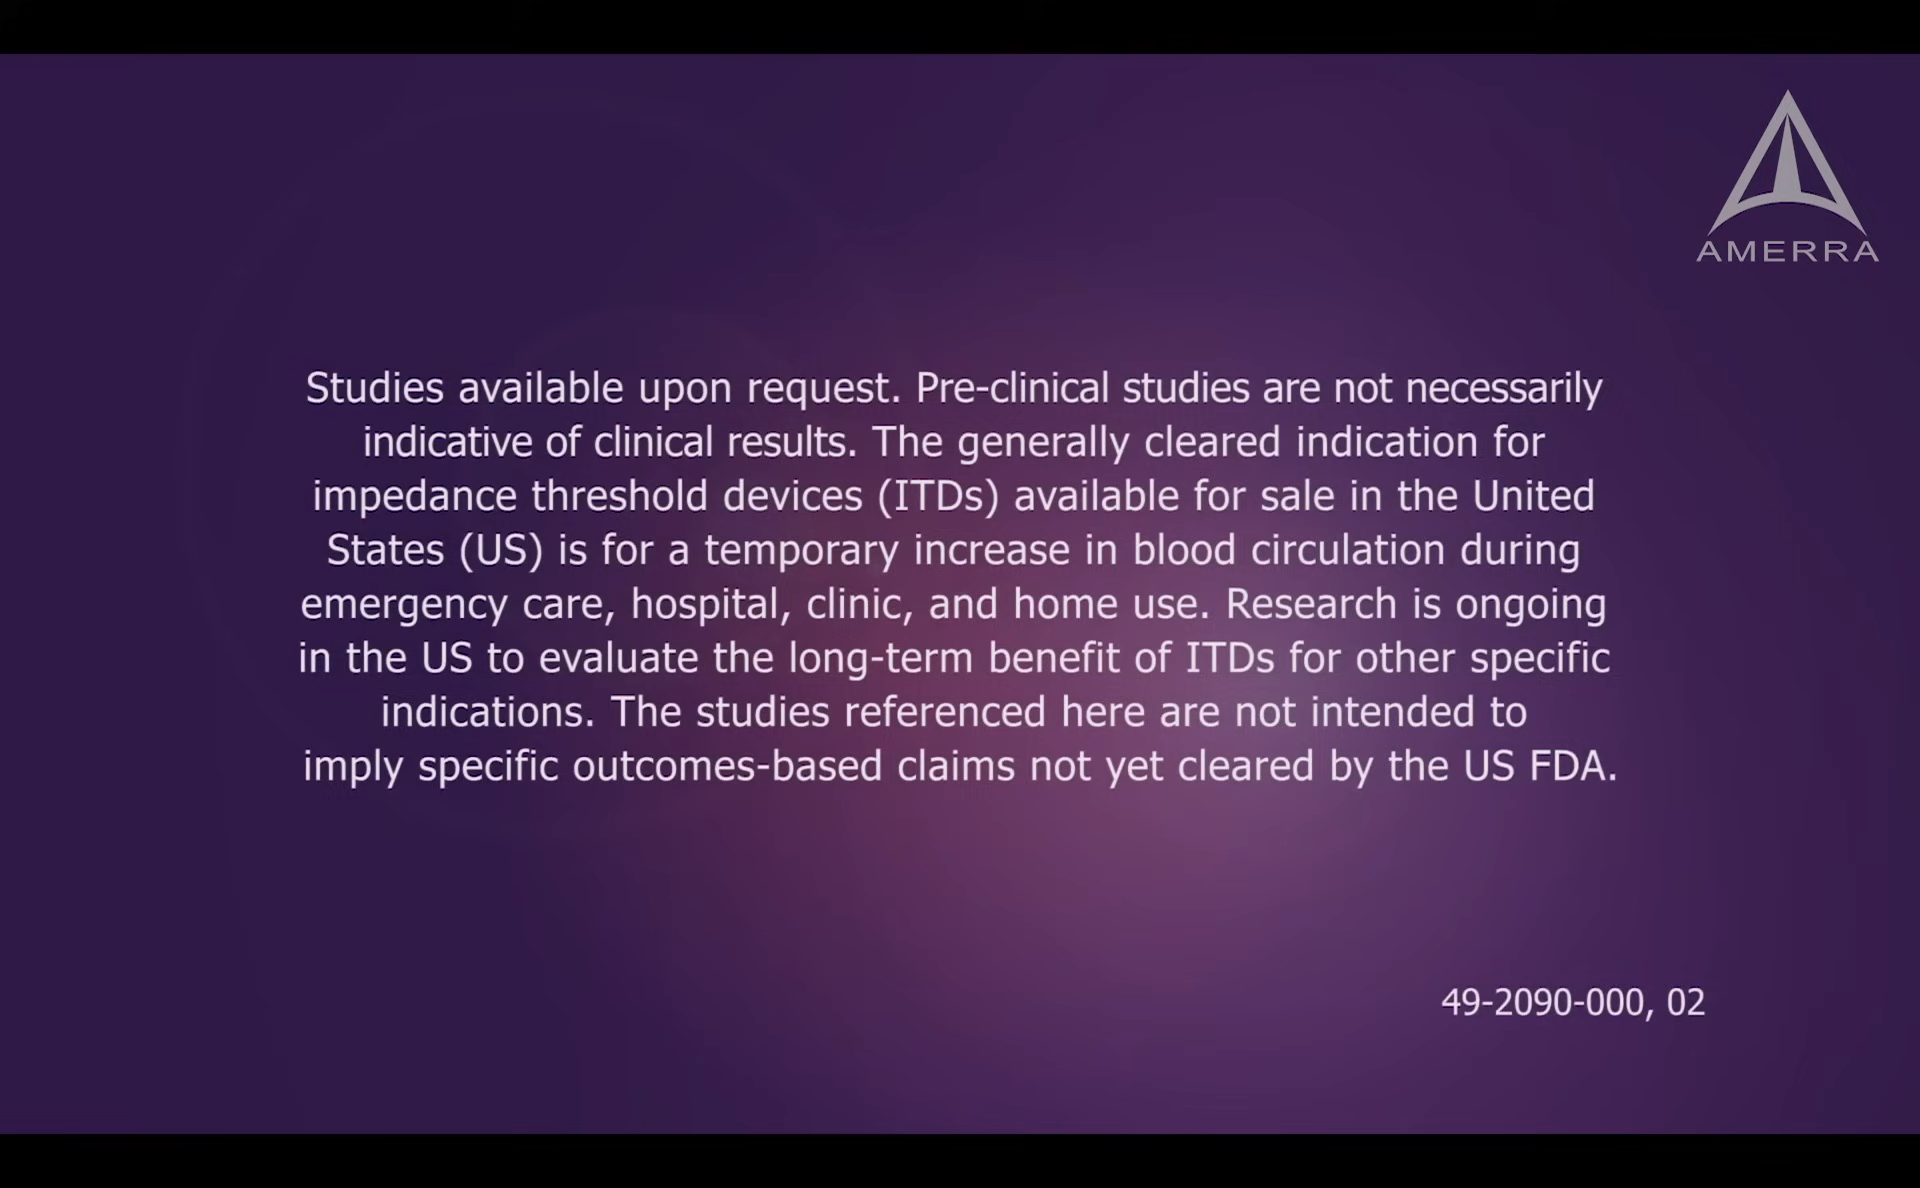 AMERRA
Studies available upon request. Pre-clinical studies are not necessarily
indicative of clinical results. The generally cleared indication for
impedance threshold devices (ITDs) available for sale in the United
States (US) is for a temporary increase in blood circulation during
emergency care, hospital, clinic, and home use. Research is ongoing
in the US to evaluate the long-term benefit of ITDs for other specific
indications. The studies referenced here are not intended to
imply specific outcomes-based claims not yet cleared by the US FDA.
49-2090-000, 02